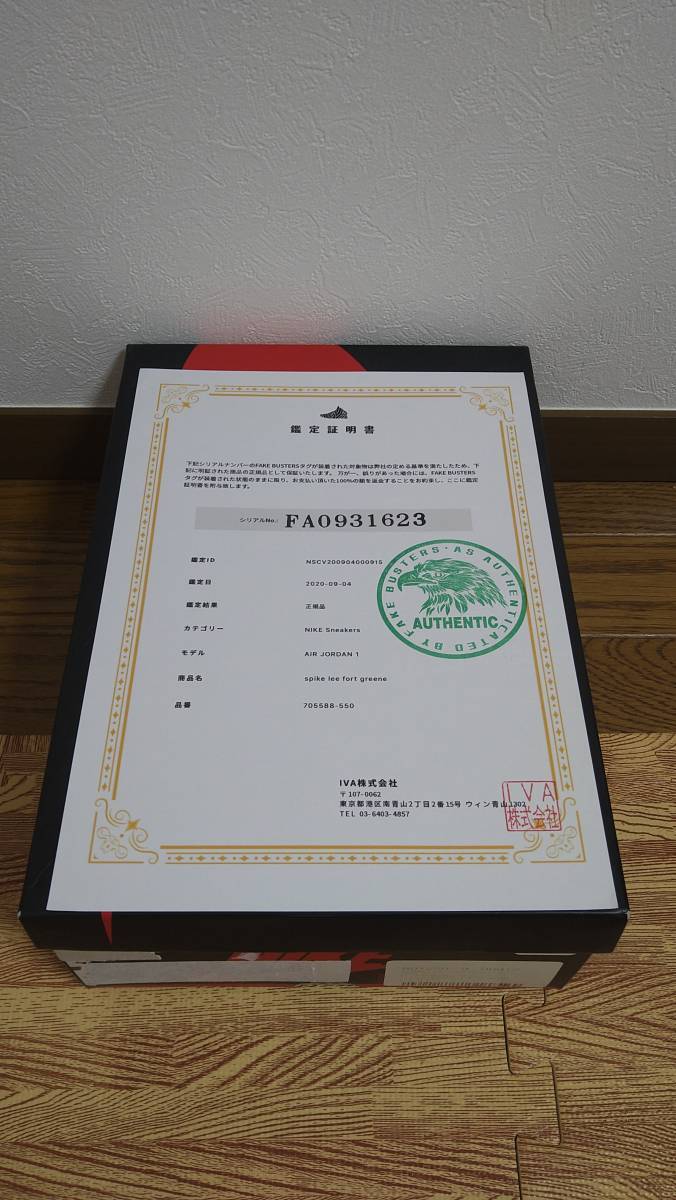 鑑定証明書
下記シリアルナンバーのFAKE BUSTERSタグが装着された対象物は弊社の定める基準を満たしたため、下
記に明証された商品の正規品として保証いたします。 万が一、誤りがあった場合には、FAKE BUSTERS
タグが装着された状態のままに限り、お支払い頂いた100%の額を返金することをお約束し、ここに鑑定
証明書を附与致します。
シリアルNo.: FA0931623
鑑定ID NSCV200904000915
鑑定日 2020-09-04
鑑定結果 正規品
カテゴリー NIKE Sneakers
モデル AIR JORDAN 1
商品名 spike lee fort greene
品番 705588-550
AS AUTHENTICATED BY FAKE BUSTERS
AUTHENTIC
IVA株式会社
〒107-0062
東京都港区南青山2丁目2番15号 ウィン青山1302
TEL 03-6403-4857
IVA
株式会社